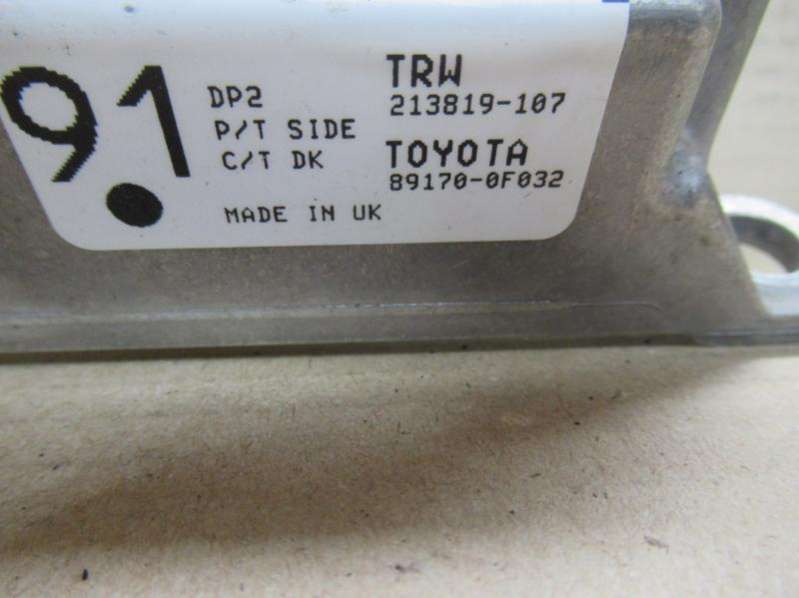 91
DP2
P/T SIDE
C/T DK
MADE IN UK
TRW
213819-107
TOYOTA
89170-0F032